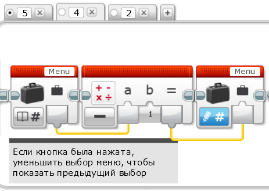 5 4 2 +
Menu Menu
a b =
1
#
#
Если кнопка была нажата,
уменьшить выбор меню, чтобы
показать предыдущий выбор